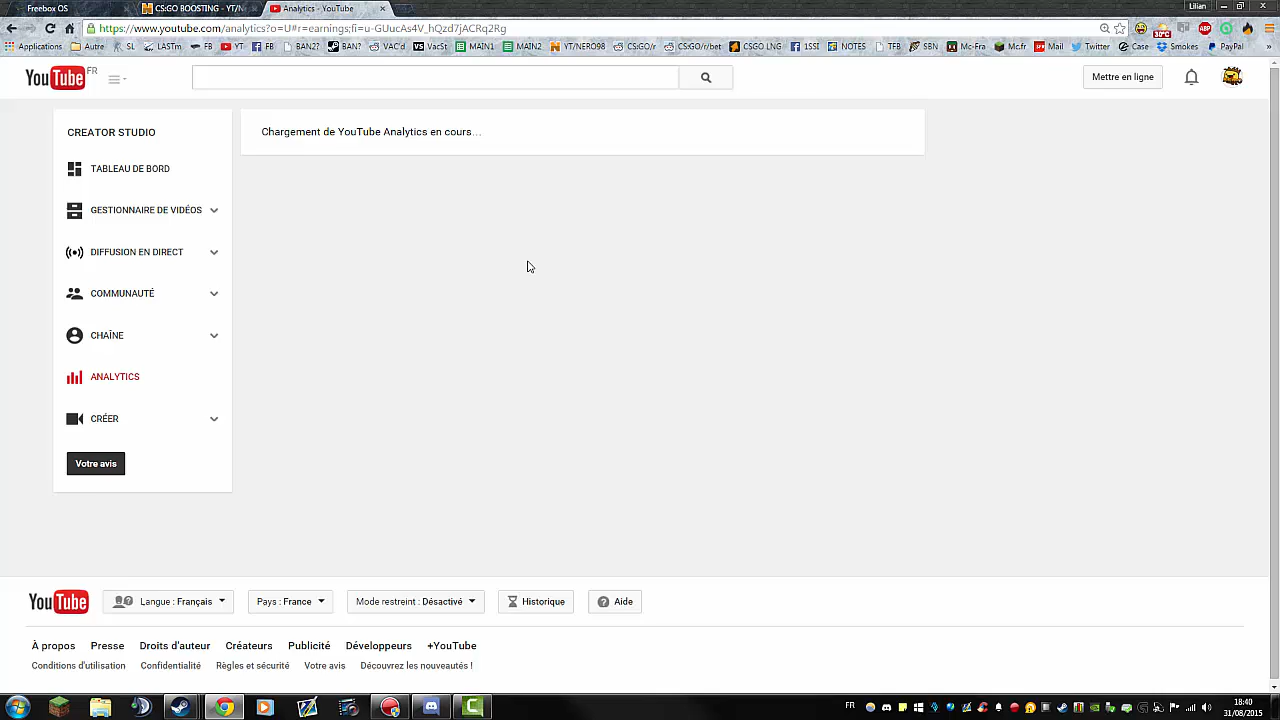 Freebox OS
CS:GO BOOSTING - YT/N
Analytics - YouTube
Lilian
https://www.youtube.com/analytics?o=U#r=earnings;fi=u-GUucAs4V_hQzd7jACRq2Rg
Applications
Autre
SL
LASTm
FB
YT
FB
BAN2?
BAN?
VAC'd
VacSt
MAIN1
MAIN2
YT/NERO98
CSGO/r
CSGO/r/bet
CSGO LNG
1SSI
NOTES
TFB
Mc-Fra
Mc.fr
Mail
Twitter
Case
Smokes
PayPal
»
30°C
ABP
YouTube FR
Mettre en ligne
CREATOR STUDIO
Chargement de YouTube Analytics en cours...
TABLEAU DE BORD
GESTIONNAIRE DE VIDÉOS
DIFFUSION EN DIRECT
COMMUNAUTÉ
CHAÎNE
ANALYTICS
CRÉER
Votre avis
YouTube
Langue : Français
Pays : France
Mode restreint : Désactivé
Historique
Aide
À propos
Presse
Droits d'auteur
Créateurs
Publicité
Développeurs
+YouTube
Conditions d'utilisation
Confidentialité
Règles et sécurité
Votre avis
Découvrez les nouveautés !
FR
18:40
31/08/2015